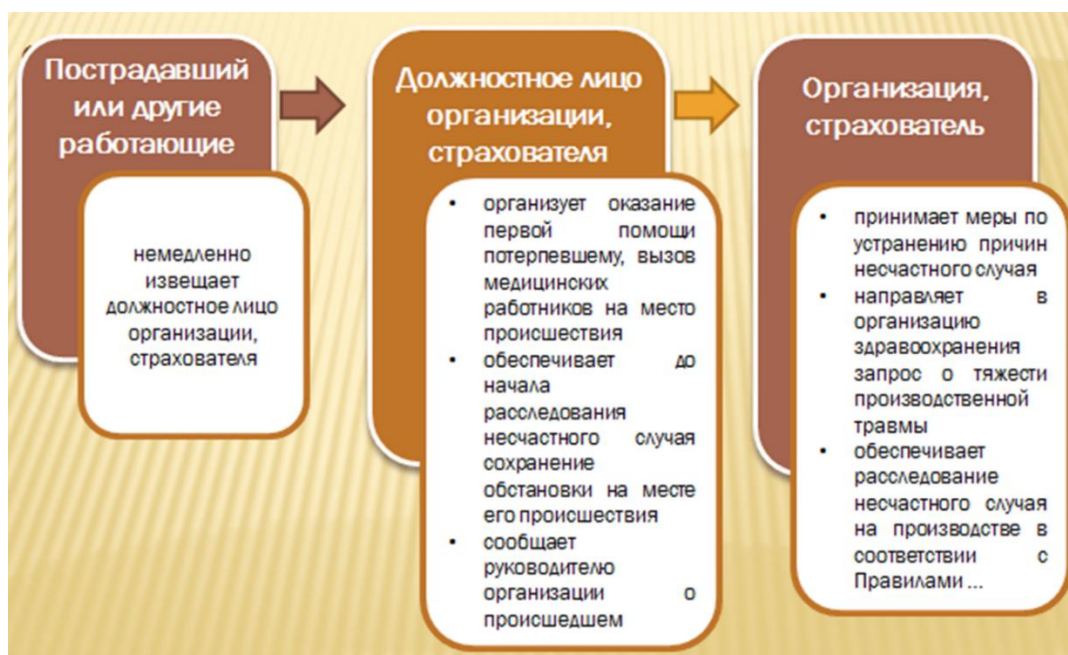 Пострадавший
или другие
работающие
немедленно
извещает
должностное лицо
организации,
страхователя
Должностное лицо
организации,
страхователя
• организует оказание
первой помощи
потерпевшему, вызов
медицинских
работников на место
происшествия
• обеспечивает до
начала
расследования
несчастного случая
сохранение
обстановки на месте
его происшествия
• сообщает
руководителю
организации о
происшедшем
Организация,
страхователь
• принимает меры по
устранению причин
несчастного случая
• направляет в
организацию
здравоохранения
запрос о тяжести
производственной
травмы
• обеспечивает
расследование
несчастного случая
на производстве в
соответствии с
Правилами ...